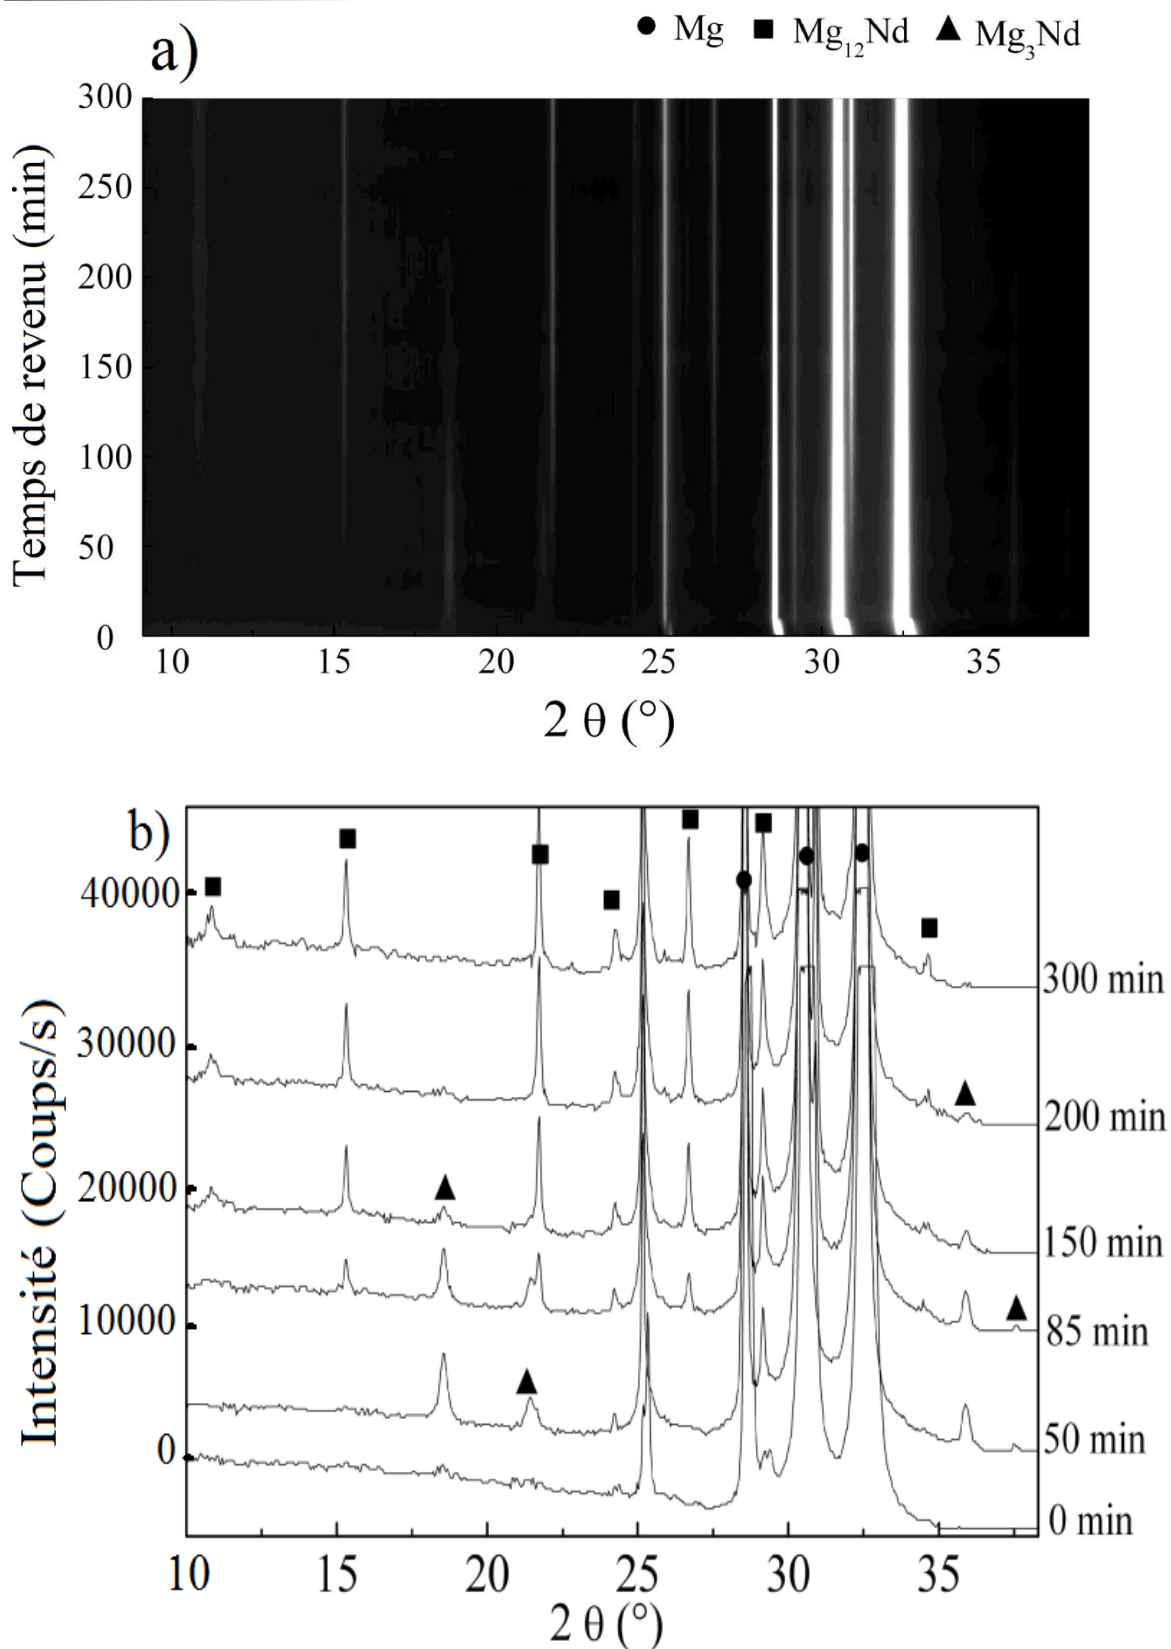 ● Mg ■ Mg₁₂Nd ▲ Mg₃Nd
a)
Temps de revenu (min)
300
250
200
150
100
50
0
10 15 20 25 30 35
2 θ (°)
b)
Intensité (Coups/s)
40000
30000
20000
10000
0
300 min
200 min
150 min
85 min
50 min
0 min
10 15 20 25 30 35
2 θ (°)